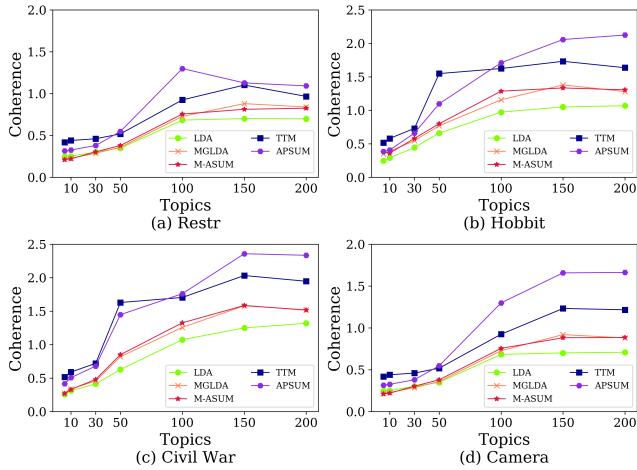 2.0
1.5
1.0
0.5
0.0
Coherence
10 30 50 100 150 200
Topics
LDA TTM
MGLDA APSUM
M-ASUM
(a) Restr
2.5
2.0
1.5
1.0
0.5
0.0
Coherence
10 30 50 100 150 200
Topics
LDA TTM
MGLDA APSUM
M-ASUM
(b) Hobbit
2.5
2.0
1.5
1.0
0.5
0.0
Coherence
10 30 50 100 150 200
Topics
LDA TTM
MGLDA APSUM
M-ASUM
(c) Civil War
2.0
1.5
1.0
0.5
0.0
Coherence
10 30 50 100 150 200
Topics
LDA TTM
MGLDA APSUM
M-ASUM
(d) Camera